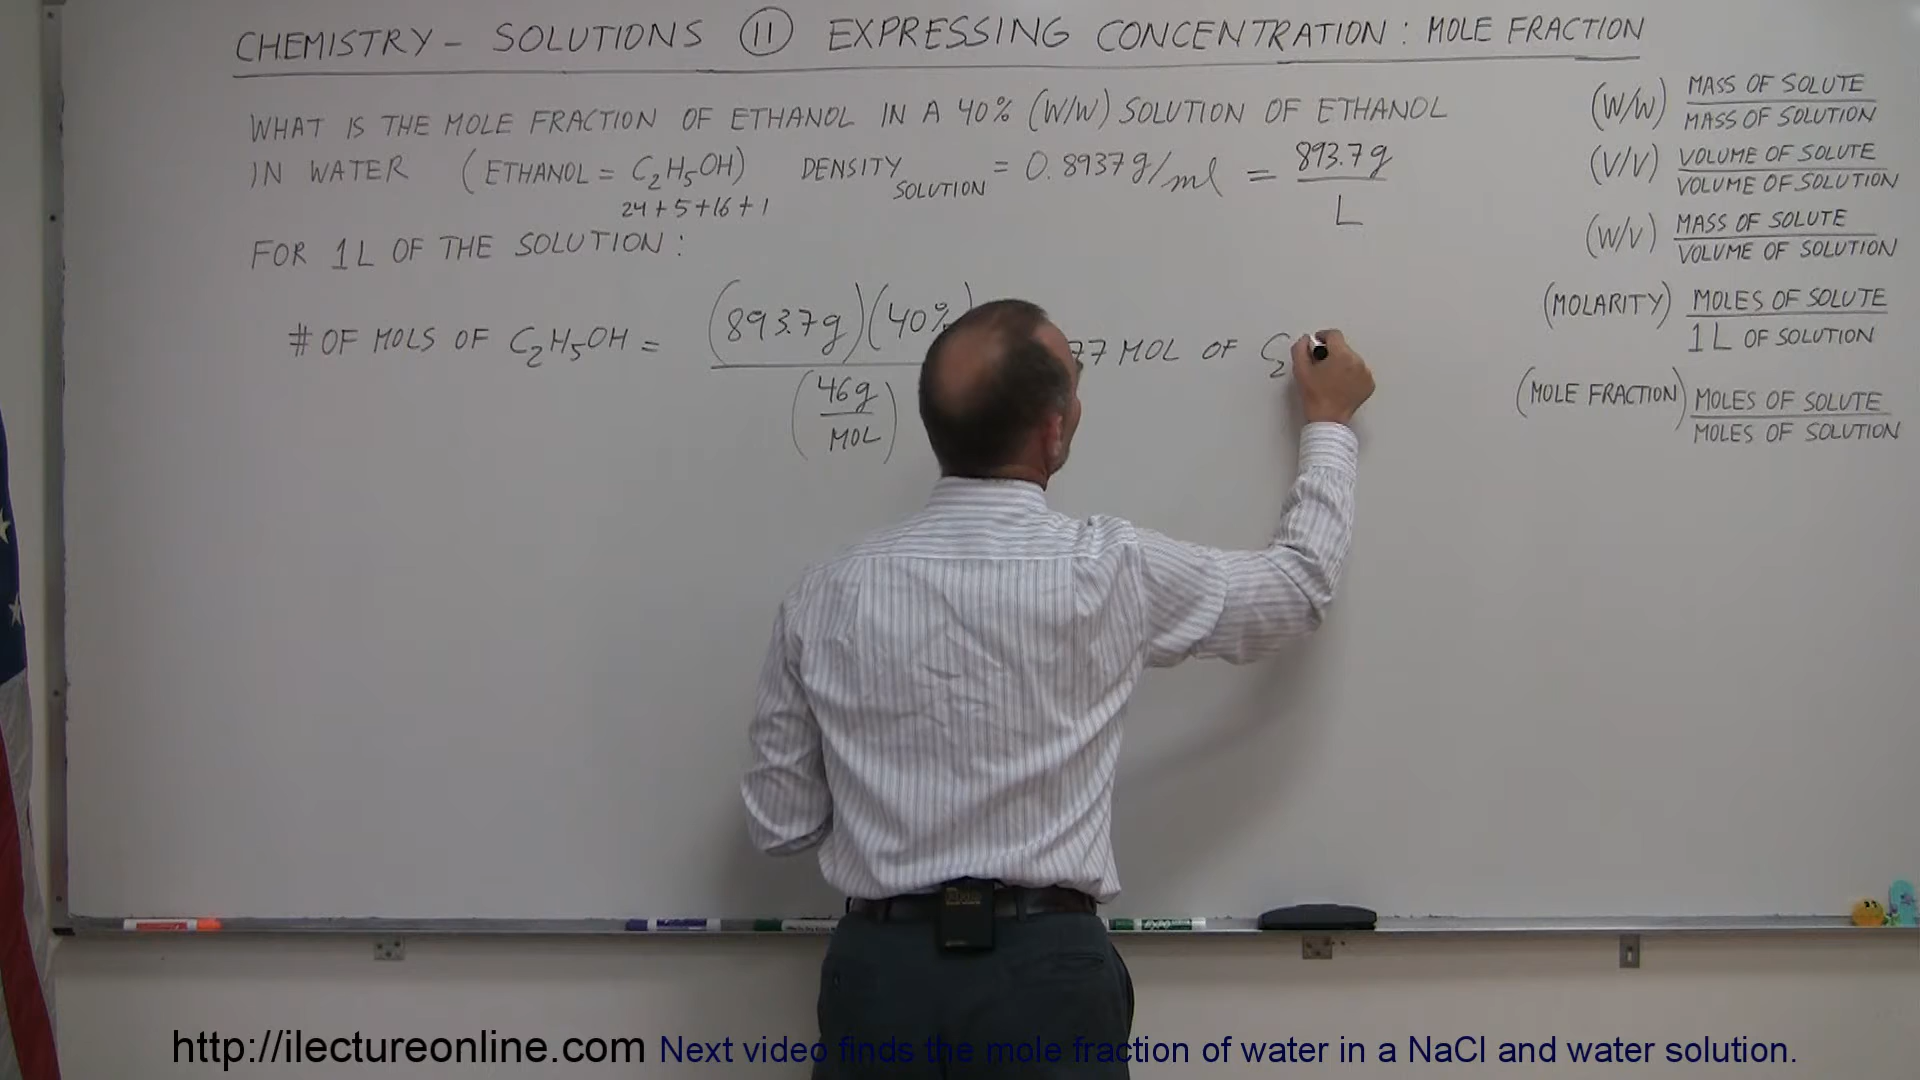 CHEMISTRY - SOLUTIONS 11 EXPRESSING CONCENTRATION: MOLE FRACTION
WHAT IS THE MOLE FRACTION OF ETHANOL IN A 40% (W/W) SOLUTION OF ETHANOL
IN WATER (ETHANOL = C2H5OH) DENSITY SOLUTION = 0.8937g/ml = 893.7g / L
24+5+16+1
FOR 1L OF THE SOLUTION:
# OF MOLS OF C2H5OH = (893.7g)(40% 77 MOL OF C2
(46g / MOL)
(W/W) MASS OF SOLUTE / MASS OF SOLUTION
(V/V) VOLUME OF SOLUTE / VOLUME OF SOLUTION
(W/V) MASS OF SOLUTE / VOLUME OF SOLUTION
(MOLARITY) MOLES OF SOLUTE / 1L OF SOLUTION
(MOLE FRACTION) MOLES OF SOLUTE / MOLES OF SOLUTION
http://ilectureonline.com Next video finds the mole fraction of water in a NaCl and water solution.